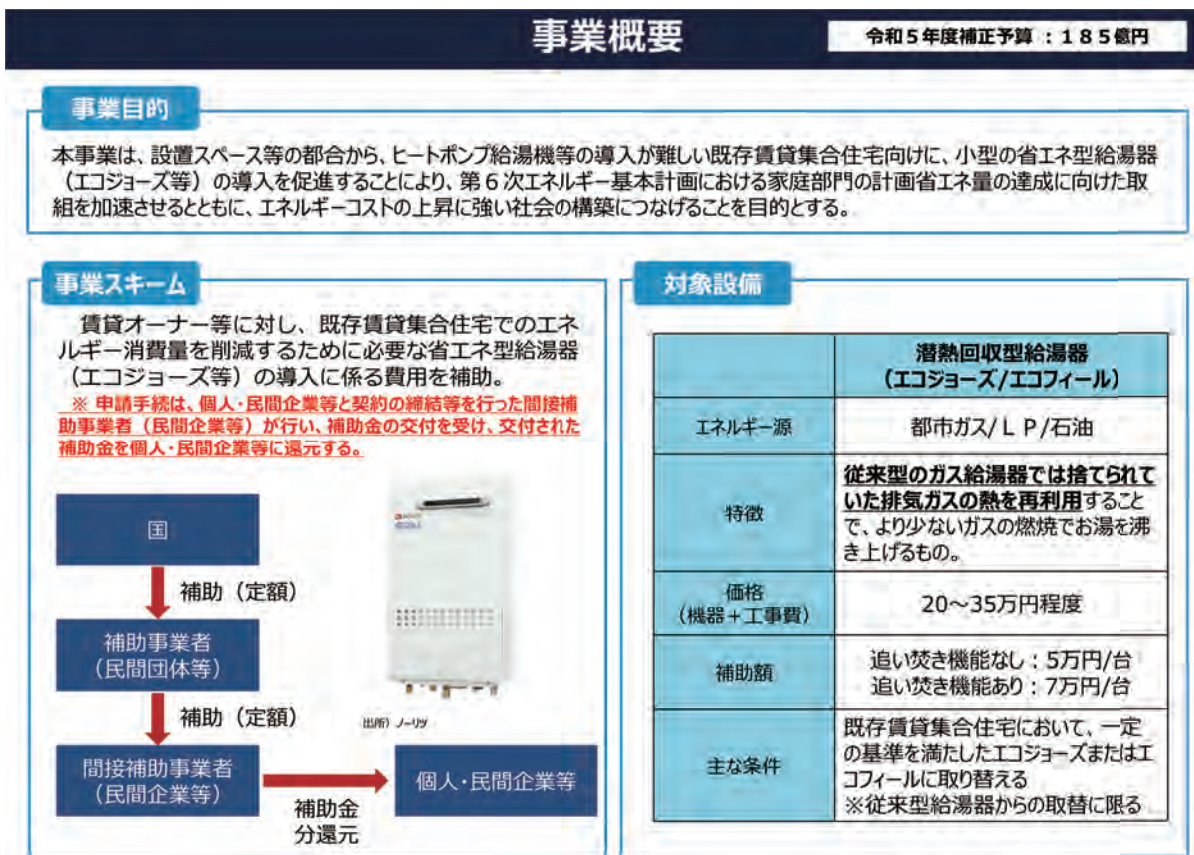 事業概要
令和5年度補正予算：185億円
事業目的
本事業は、設置スペース等の都合から、ヒートポンプ給湯機等の導入が難しい既存賃貸集合住宅向けに、小型の省エネ型給湯器
（エコジョーズ等）の導入を促進することにより、第6次エネルギー基本計画における家庭部門の計画省エネ量の達成に向けた取
組を加速させるとともに、エネルギーコストの上昇に強い社会の構築につなげることを目的とする。
事業スキーム
賃貸オーナー等に対し、既存賃貸集合住宅でのエネ
ルギー消費量を削減するために必要な省エネ型給湯器
（エコジョーズ等）の導入に係る費用を補助。
※ 申請手続は、個人・民間企業等と契約の締結等を行った間接補
助事業者（民間企業等）が行い、補助金の交付を受け、交付された
補助金を個人・民間企業等に還元する。
国
補助（定額）
補助事業者
（民間団体等）
補助（定額）
出所）ノーリツ
間接補助事業者
（民間企業等）
個人・民間企業等
補助金
分還元
対象設備
潜熱回収型給湯器
（エコジョーズ/エコフィール）
エネルギー源
都市ガス/ＬＰ/石油
特徴
従来型のガス給湯器では捨てられて
いた排気ガスの熱を再利用すること
で、より少ないガスの燃焼でお湯を沸
き上げるもの。
価格
（機器＋工事費）
20～35万円程度
補助額
追い焚き機能なし：5万円/台
追い焚き機能あり：7万円/台
主な条件
既存賃貸集合住宅において、一定
の基準を満たしたエコジョーズまたはエ
コフィールに取り替える
※従来型給湯器からの取替に限る